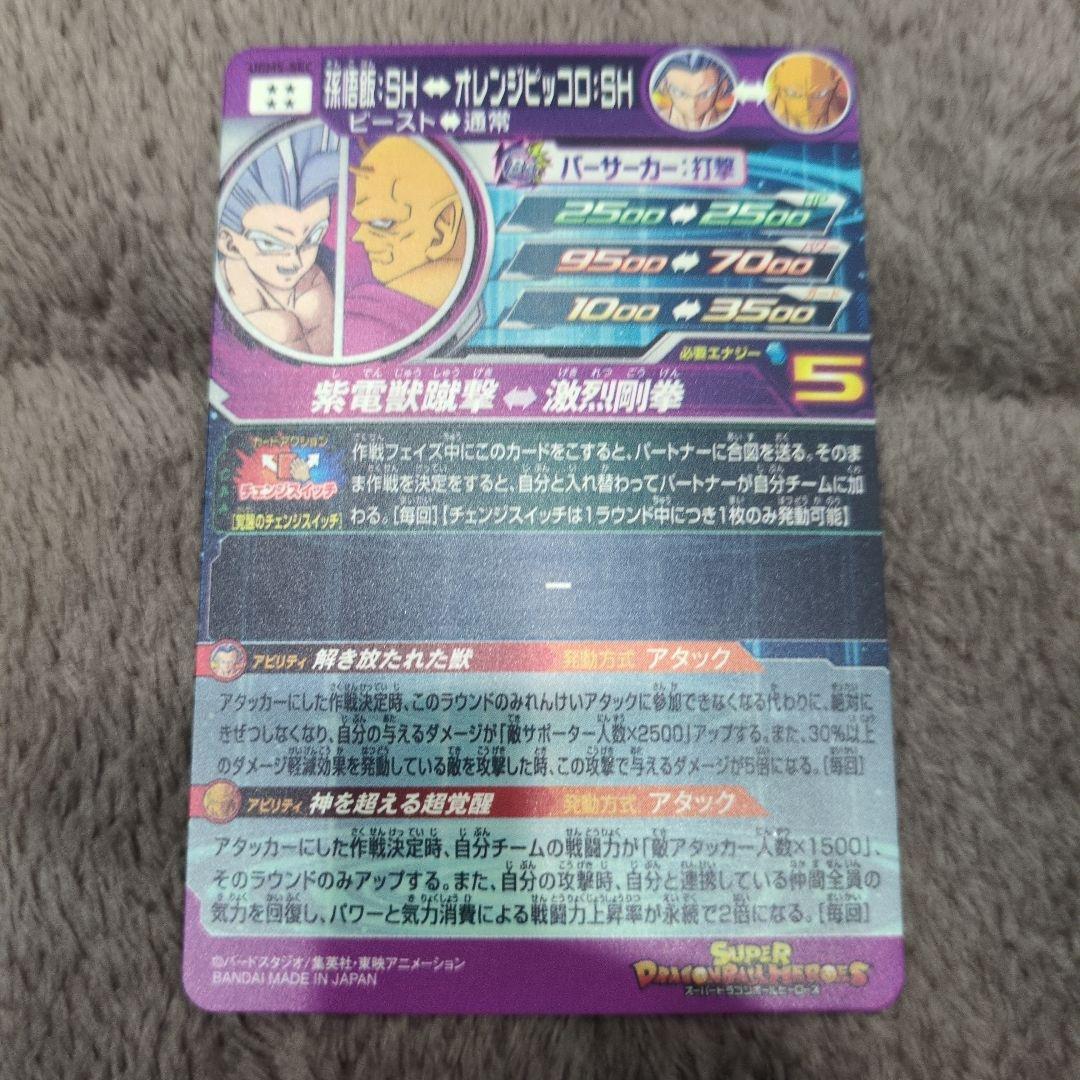 孫悟飯:SH⇔オレンジピッコロ:SH
ビースト⇔通常
バーサーカー:打撃
2500⇔2500
パワー
9500⇔7000
1000⇔3500
必要エナジー
5
紫電獣蹴撃⇔激烈剛拳
カードアクション
チェンジスイッチ
[覚醒のチェンジスイッチ]
作戦フェイズ中にこのカードをこすると、パートナーに合図を送る。そのま
ま作戦を決定をすると、自分と入れ替わってパートナーが自分チームに加
わる。[毎回]【チェンジスイッチは1ラウンド中につき1枚のみ発動可能】
ー
アビリティ 解き放たれた獣 発動方式 アタック
アタッカーにした作戦決定時、このラウンドのみれんけいアタックに参加できなくなる代わりに、絶対に
きぜつしなくなり、自分の与えるダメージが「敵サポーター人数×2500」アップする。また、30%以上
のダメージ軽減効果を発動している敵を攻撃した時、この攻撃で与えるダメージが5倍になる。[毎回]
アビリティ 神を超える超覚醒 発動方式 アタック
アタッカーにした作戦決定時、自分チームの戦闘力が「敵アタッカー人数×1500」、
そのラウンドのみアップする。また、自分の攻撃時、自分と連携している仲間全員の
気力を回復し、パワーと気力消費による戦闘力上昇率が永続で2倍になる。[毎回]
©バードスタジオ/集英社・東映アニメーション
BANDAI MADE IN JAPAN
SUPER
DRAGONBALL HEROES
スーパードラゴンボールヒーローズ